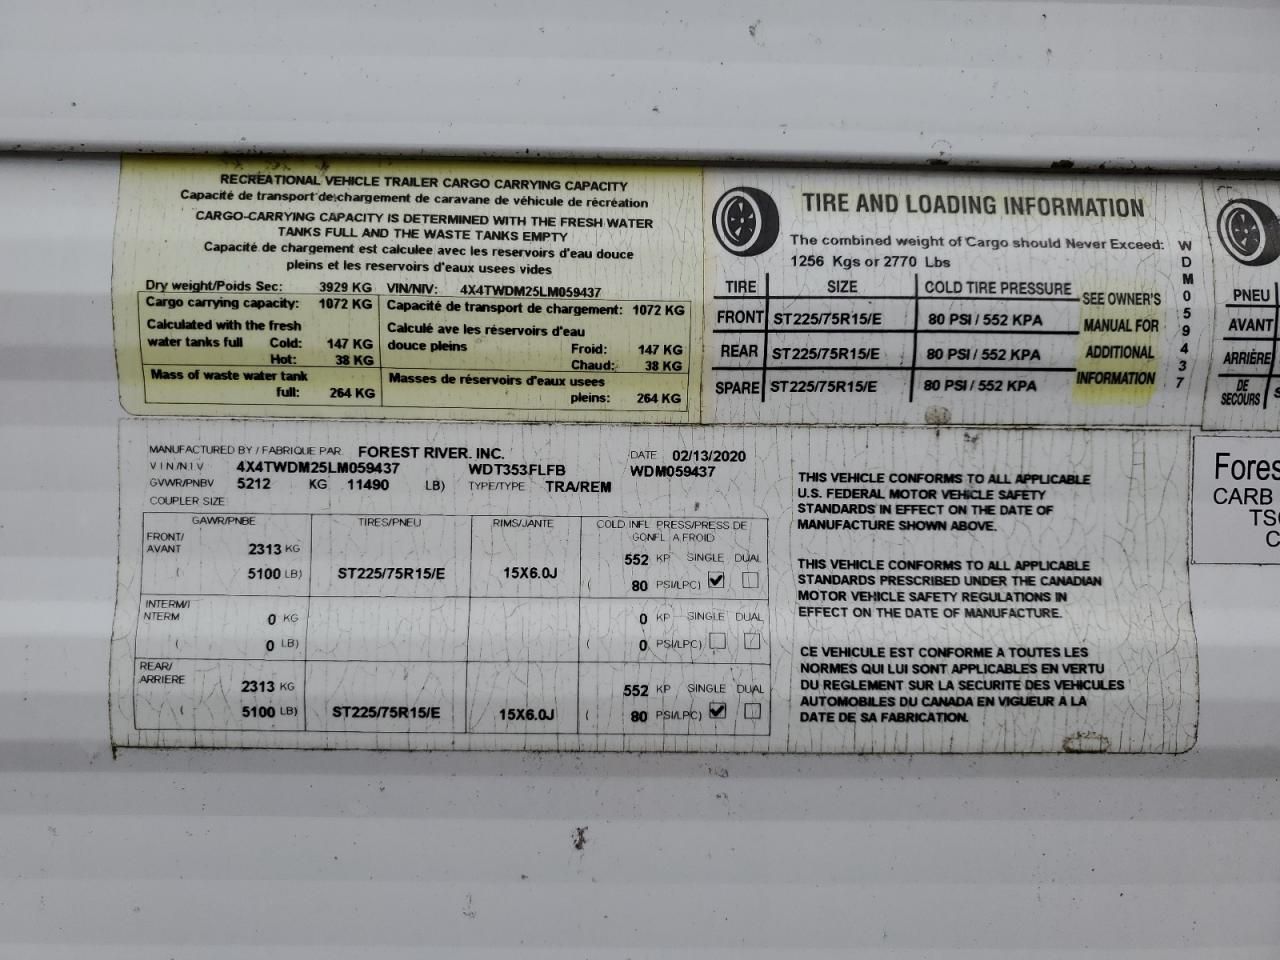 RECREATIONAL VEHICLE TRAILER CARGO CARRYING CAPACITY
Capacité de transport de chargement de caravane de véhicule de récréation
CARGO-CARRYING CAPACITY IS DETERMINED WITH THE FRESH WATER
TANKS FULL AND THE WASTE TANKS EMPTY
Capacité de chargement est calculee avec les reservoirs d'eau douce
pleins et les reservoirs d'eaux usees vides
Dry weight/Poids Sec: 3929 KG VIN/NIV: 4X4TWDM25LM059437
Cargo carrying capacity: 1072 KG Capacité de transport de chargement: 1072 KG
Calculated with the fresh Calculé ave les réservoirs d'eau
water tanks full Cold: 147 KG douce pleins Froid: 147 KG
Hot: 38 KG Chaud: 38 KG
Mass of waste water tank Masses de réservoirs d'eaux usees
full: 264 KG pleins: 264 KG
TIRE AND LOADING INFORMATION
The combined weight of Cargo should Never Exceed:
1256 Kgs or 2770 Lbs
TIRE SIZE COLD TIRE PRESSURE
FRONT ST225/75R15/E 80 PSI / 552 KPA
REAR ST225/75R15/E 80 PSI / 552 KPA
SPARE ST225/75R15/E 80 PSI / 552 KPA
SEE OWNER'S
MANUAL FOR
ADDITIONAL
INFORMATION
WDM059437
PNEU
AVANT
ARRIÈRE
DE
SECOURS
MANUFACTURED BY / FABRIQUE PAR FOREST RIVER. INC. DATE 02/13/2020
VIN/NIV 4X4TWDM25LM059437 WDT353FLFB WDM059437
GVWR/PNBV 5212 KG 11490 LB) TYPE/TYPE TRA/REM
COUPLER SIZE
GAWR/PNBE TIRES/PNEU RIMS/JANTE COLD INFL PRESS/PRESS DE
GONFL A FROID
FRONT/
AVANT 2313 KG 552 KP SINGLE DUAL
( 5100 LB) ST225/75R15/E 15X6.0J ( 80 PSI/LPC)
INTERM/I
NTERM 0 KG 0 KP SINGLE DUAL
( 0 LB) ( 0 PSI/LPC)
REAR/
ARRIERE 2313 KG 552 KP SINGLE DUAL
( 5100 LB) ST225/75R15/E 15X6.0J ( 80 PSI/LPC)
THIS VEHICLE CONFORMS TO ALL APPLICABLE
U.S. FEDERAL MOTOR VEHICLE SAFETY
STANDARDS IN EFFECT ON THE DATE OF
MANUFACTURE SHOWN ABOVE.
THIS VEHICLE CONFORMS TO ALL APPLICABLE
STANDARDS PRESCRIBED UNDER THE CANADIAN
MOTOR VEHICLE SAFETY REGULATIONS IN
EFFECT ON THE DATE OF MANUFACTURE.
CE VEHICULE EST CONFORME A TOUTES LES
NORMES QUI LUI SONT APPLICABLES EN VERTU
DU REGLEMENT SUR LA SECURITE DES VEHICULES
AUTOMOBILES DU CANADA EN VIGUEUR A LA
DATE DE SA FABRICATION.
Fores
CARB